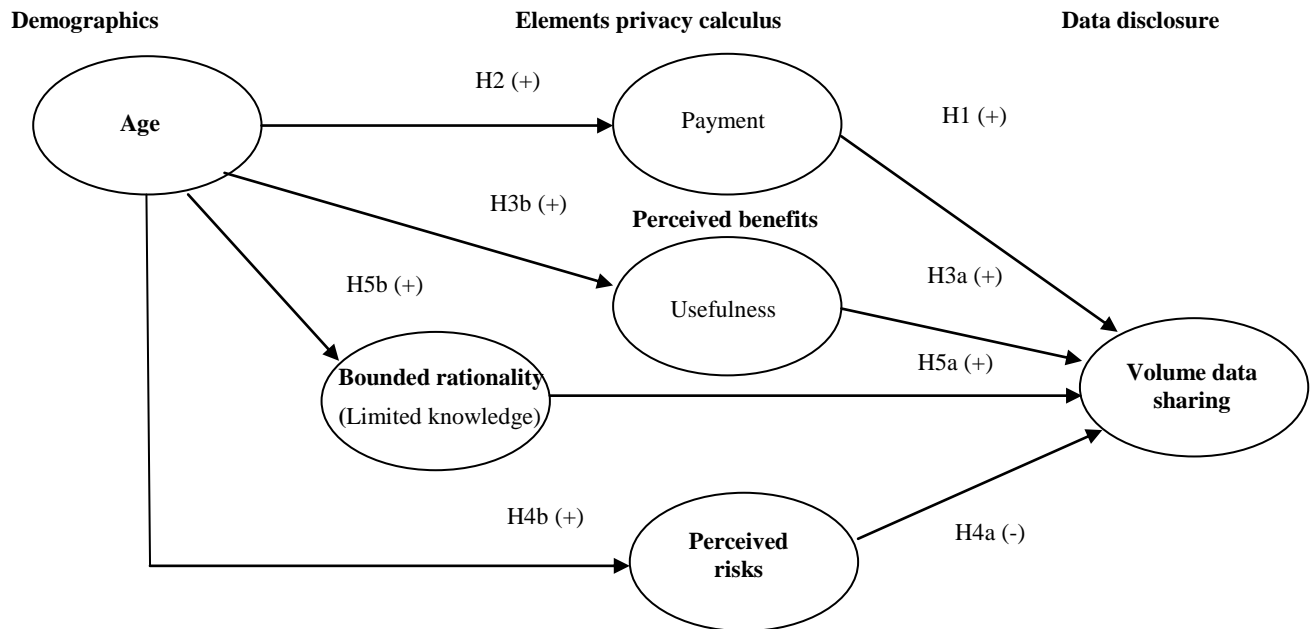 Demographics
Elements privacy calculus
Data disclosure
H2 (+)
Age
Payment
H1 (+)
H3b (+)
Perceived benefits
H5b (+)
Usefulness
H3a (+)
H5a (+)
Bounded rationality
(Limited knowledge)
Volume data
sharing
H4b (+)
Perceived
risks
H4a (-)